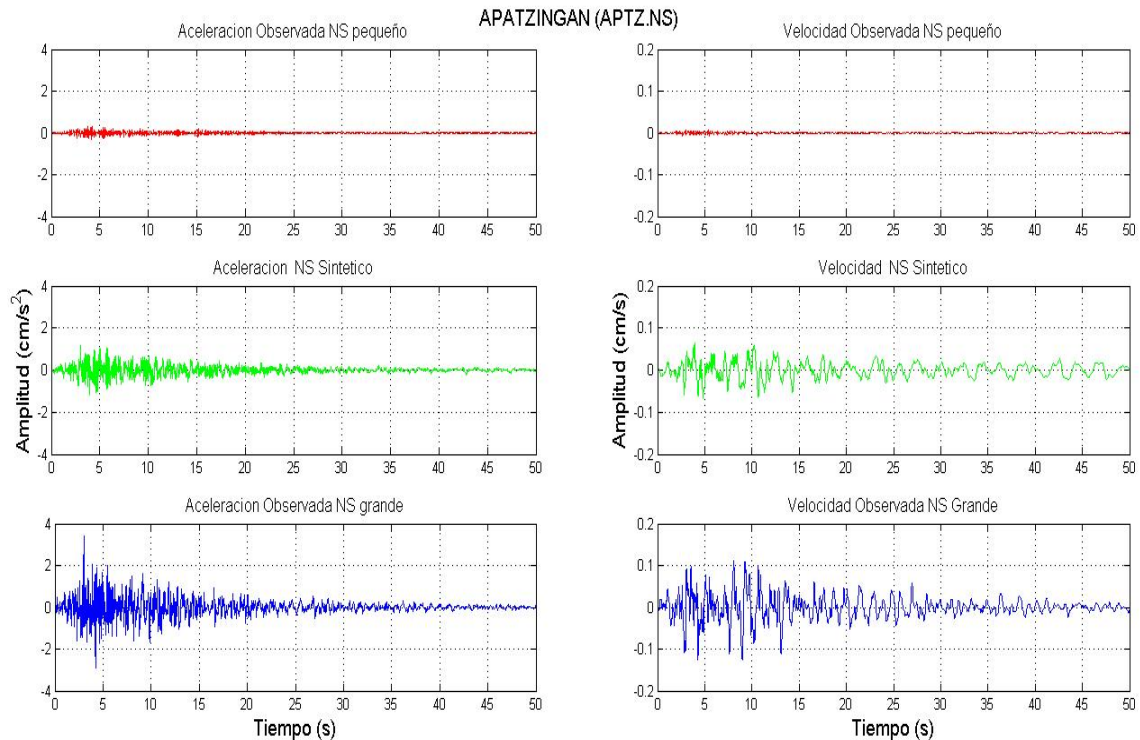 APATZINGAN (APTZ.NS)
Aceleracion Observada NS pequeño
4
2
0
-2
-4
0 5 10 15 20 25 30 35 40 45 50
Velocidad Observada NS pequeño
0.2
0.1
0
-0.1
-0.2
0 5 10 15 20 25 30 35 40 45 50
Aceleracion NS Sintetico
Amplitud (cm/s²)
4
2
0
-2
-4
0 5 10 15 20 25 30 35 40 45 50
Velocidad NS Sintetico
Amplitud (cm/s)
0.2
0.1
0
-0.1
-0.2
0 5 10 15 20 25 30 35 40 45 50
Aceleracion Observada NS grande
4
2
0
-2
-4
0 5 10 15 20 25 30 35 40 45 50
Tiempo (s)
Velocidad Observada NS Grande
0.2
0.1
0
-0.1
-0.2
0 5 10 15 20 25 30 35 40 45 50
Tiempo (s)